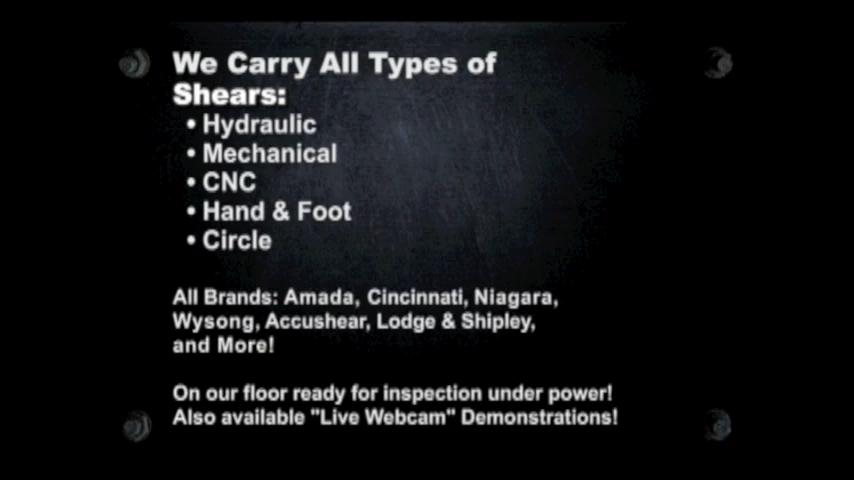 We Carry All Types of
Shears:
• Hydraulic
• Mechanical
• CNC
• Hand & Foot
• Circle
All Brands: Amada, Cincinnati, Niagara,
Wysong, Accushear, Lodge & Shipley,
and More!
On our floor ready for inspection under power!
Also available "Live Webcam" Demonstrations!